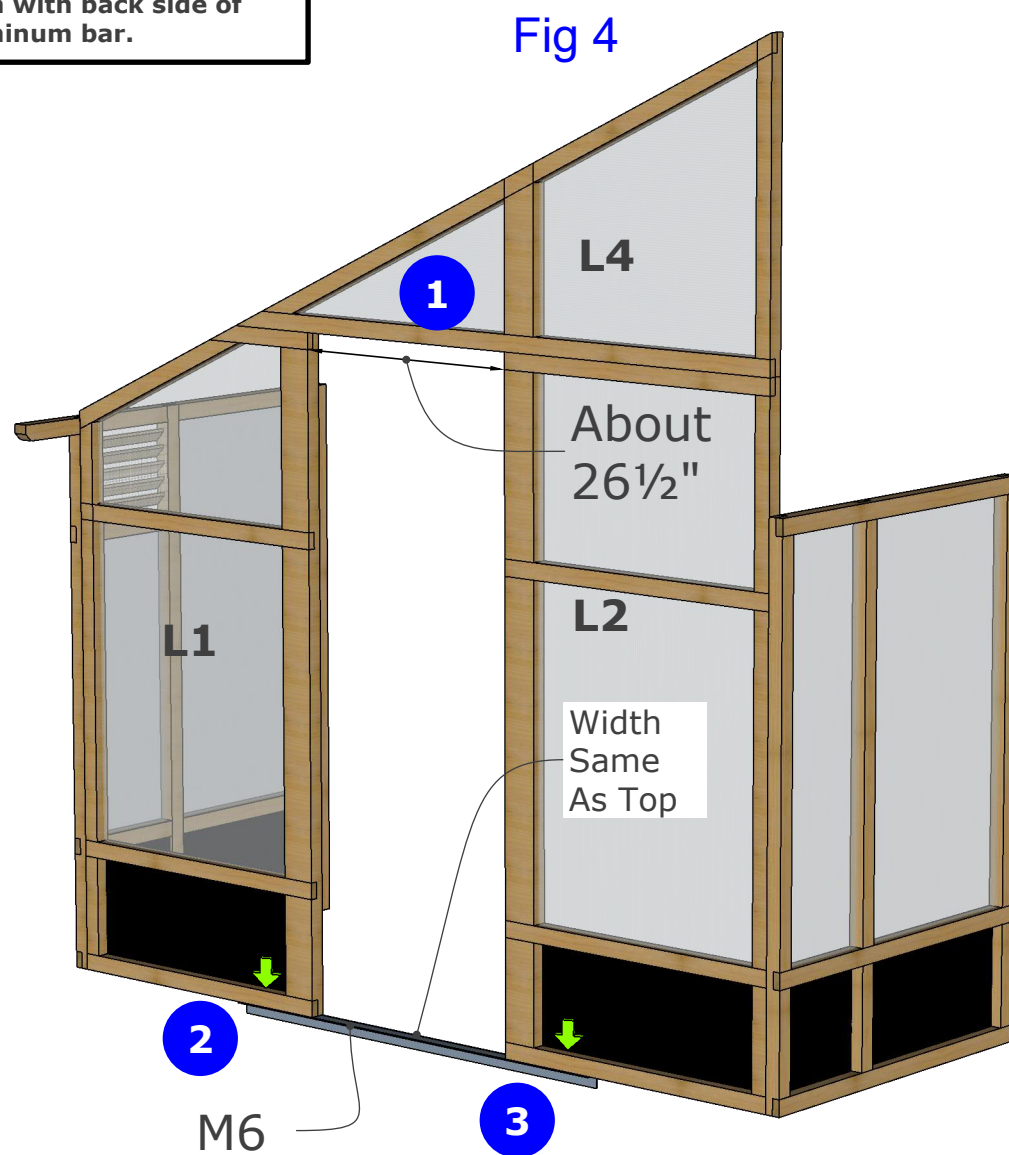 with back side of
inum bar.
Fig 4
L4
1
About
26½"
L1
L2
Width
Same
As Top
2
3
M6